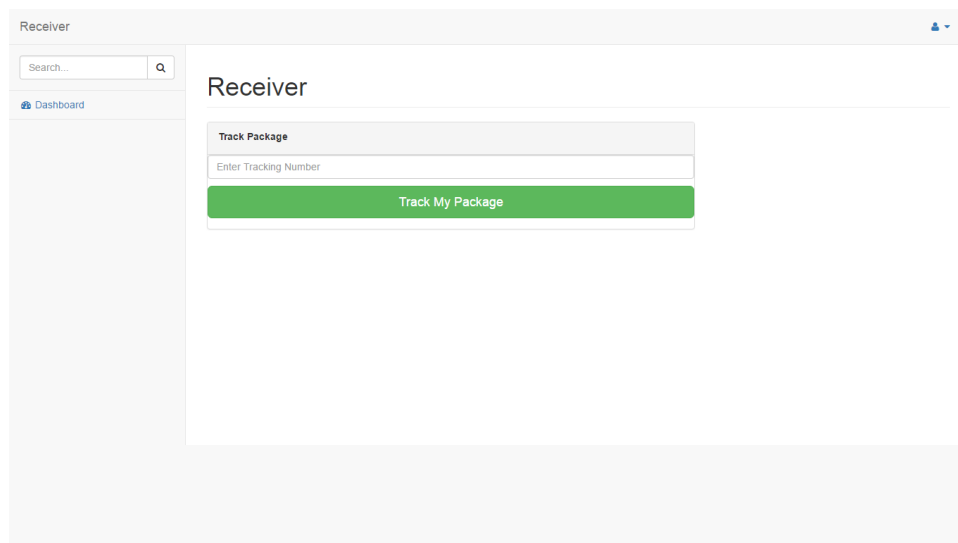 Receiver
Search...
Dashboard
Receiver
Track Package
Enter Tracking Number
Track My Package